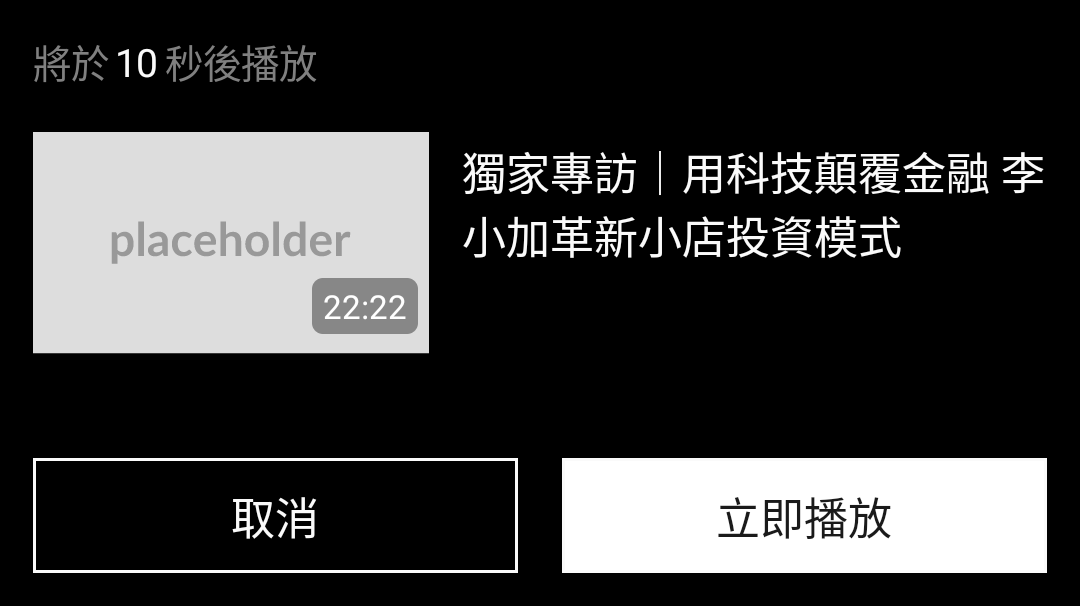 將於 10 秒後播放
placeholder
22:22
獨家專訪｜用科技顛覆金融 李
小加革新小店投資模式
取消
立即播放